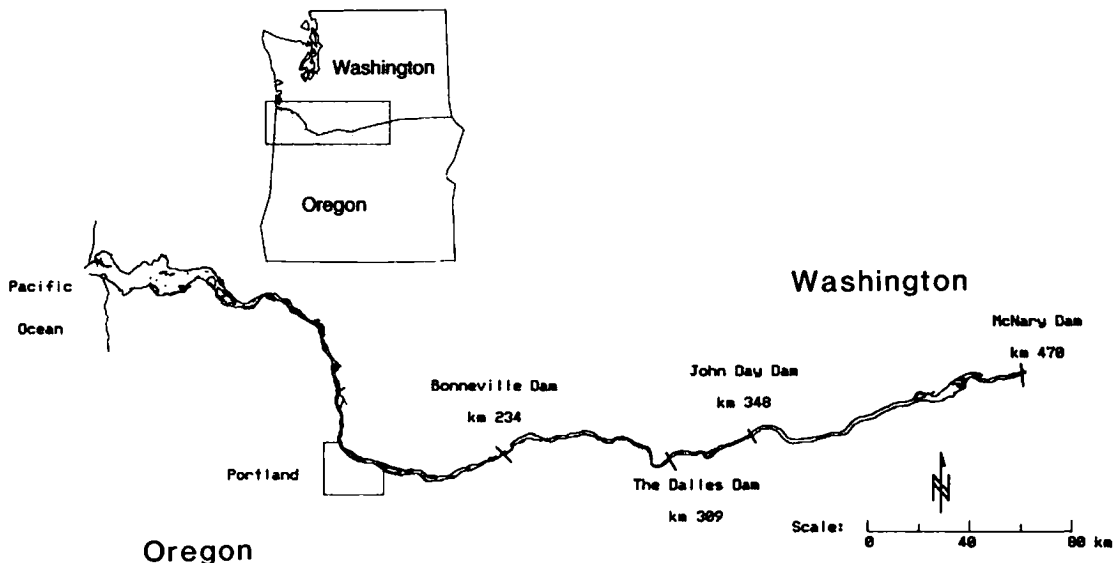 Washington
Oregon
Pacific
Ocean
Washington
McNary Dam
km 470
John Day Dam
km 348
Bonneville Dam
km 234
Portland
The Dalles Dam
km 309
N
Scale:
0 40 80 km
Oregon